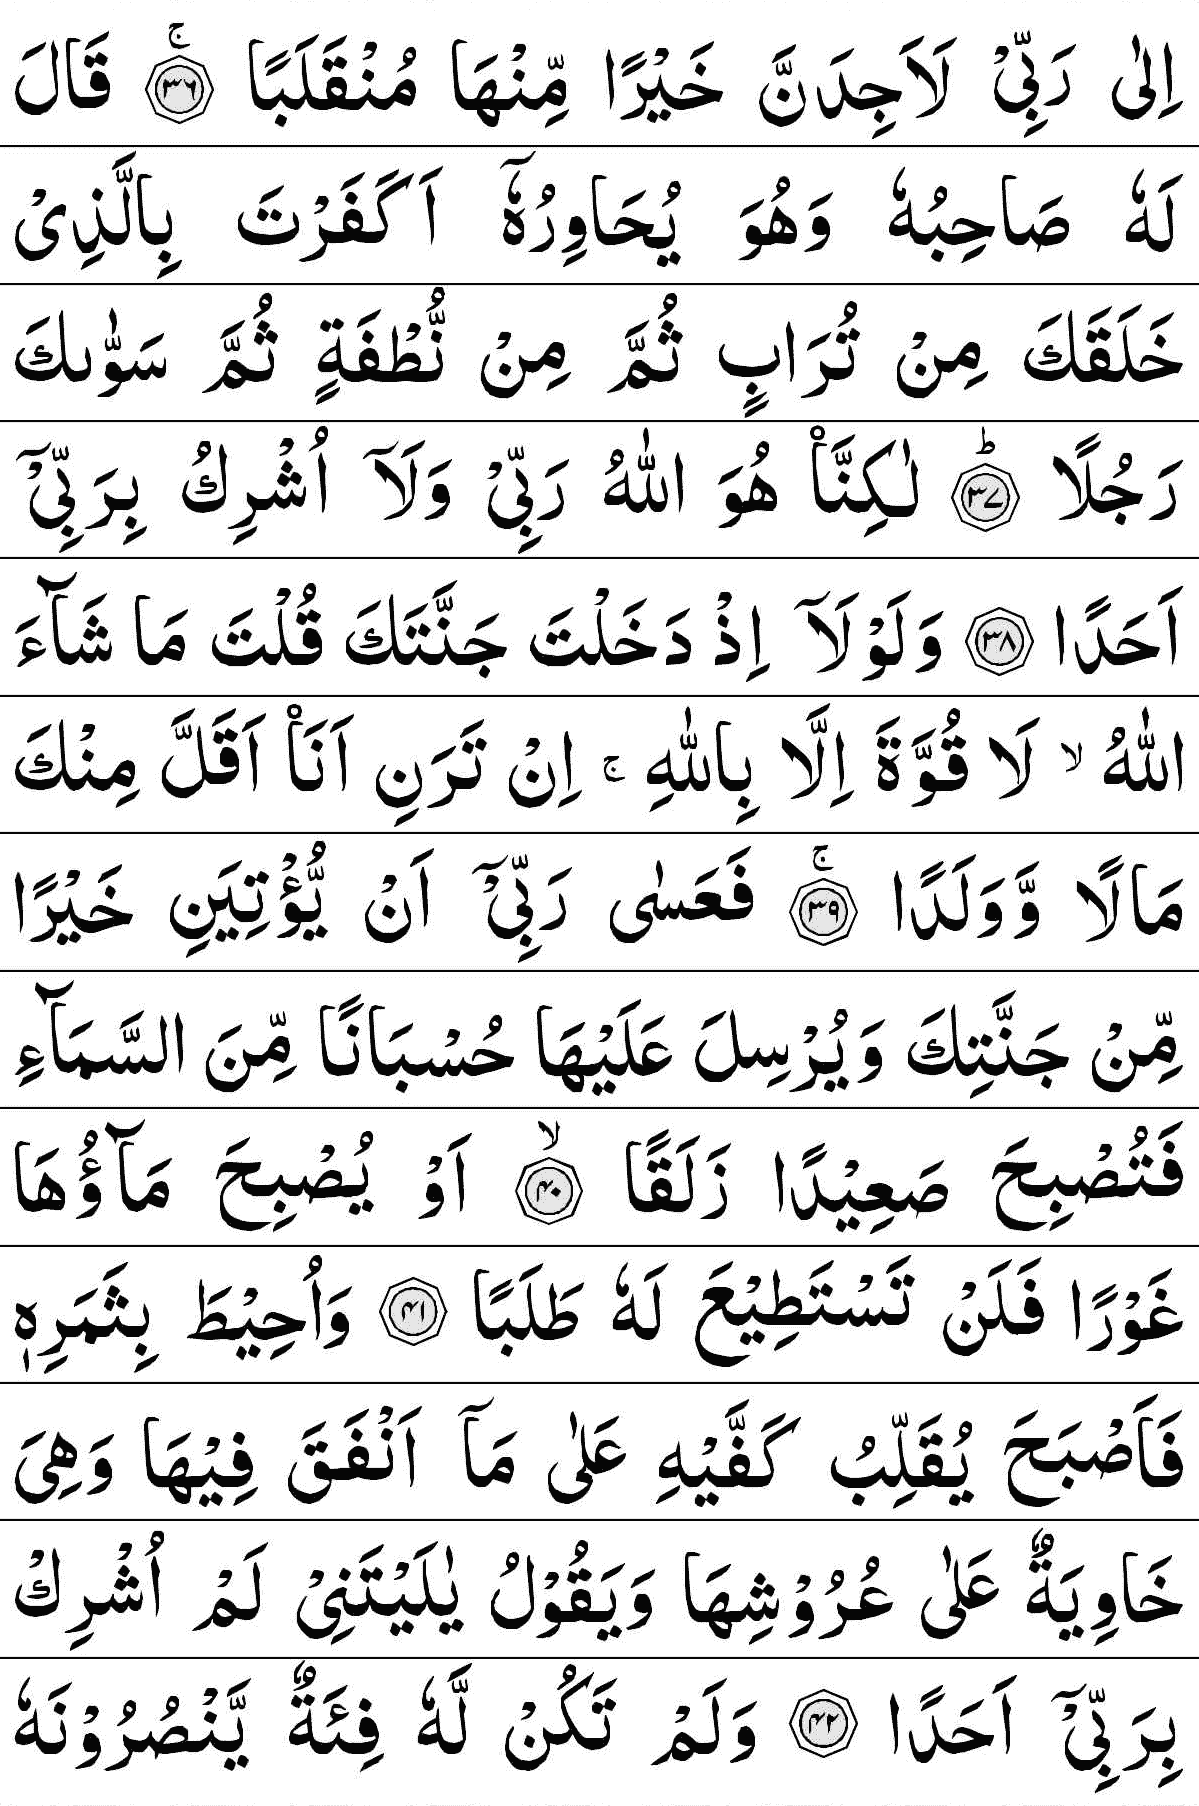 اِلٰى رَبِّىْ لَاَجِدَنَّ خَيْرًا مِّنْهَا مُنْقَلَبًا ۚ ﴿۳۶﴾ قَالَ
لَهٗ صَاحِبُهٗ وَهُوَ يُحَاوِرُهٗۤ اَكَفَرْتَ بِالَّذِىْ
خَلَقَكَ مِنْ تُرَابٍ ثُمَّ مِنْ نُّطْفَةٍ ثُمَّ سَوّٰٮكَ
رَجُلًا ؕ ﴿۳۷﴾ لٰـكِنَّا۟ هُوَ اللّٰهُ رَبِّىْ وَلَاۤ اُشْرِكُ بِرَبِّىْۤ
اَحَدًا ﴿۳۸﴾ وَلَوْلَاۤ اِذْ دَخَلْتَ جَنَّتَكَ قُلْتَ مَا شَآءَ
اللّٰهُ ۙ لَا قُوَّةَ اِلَّا بِاللّٰهِ ۚ اِنْ تَرَنِ اَنَا۟ اَقَلَّ مِنْكَ
مَالًا وَّوَلَدًا ۚ ﴿۳۹﴾ فَعَسٰى رَبِّىْۤ اَنْ يُّؤْتِيَنِ خَيْرًا
مِّنْ جَنَّتِكَ وَيُرْسِلَ عَلَيْهَا حُسْبَانًا مِّنَ السَّمَآءِ
فَتُصْبِحَ صَعِيْدًا زَلَقًا ۙ ﴿۴۰﴾ اَوْ يُصْبِحَ مَآؤُهَا
غَوْرًا فَلَنْ تَسْتَطِيْعَ لَهٗ طَلَبًا ﴿۴۱﴾ وَاُحِيْطَ بِثَمَرِهٖ
فَاَصْبَحَ يُقَلِّبُ كَفَّيْهِ عَلٰى مَاۤ اَنْفَقَ فِيْهَا وَهِىَ
خَاوِيَةٌ عَلٰى عُرُوْشِهَا وَيَقُوْلُ يٰلَيْتَنِىْ لَمْ اُشْرِكْ
بِرَبِّىْۤ اَحَدًا ﴿۴۲﴾ وَلَمْ تَكُنْ لَّهٗ فِئَةٌ يَّنْصُرُوْنَهٗ